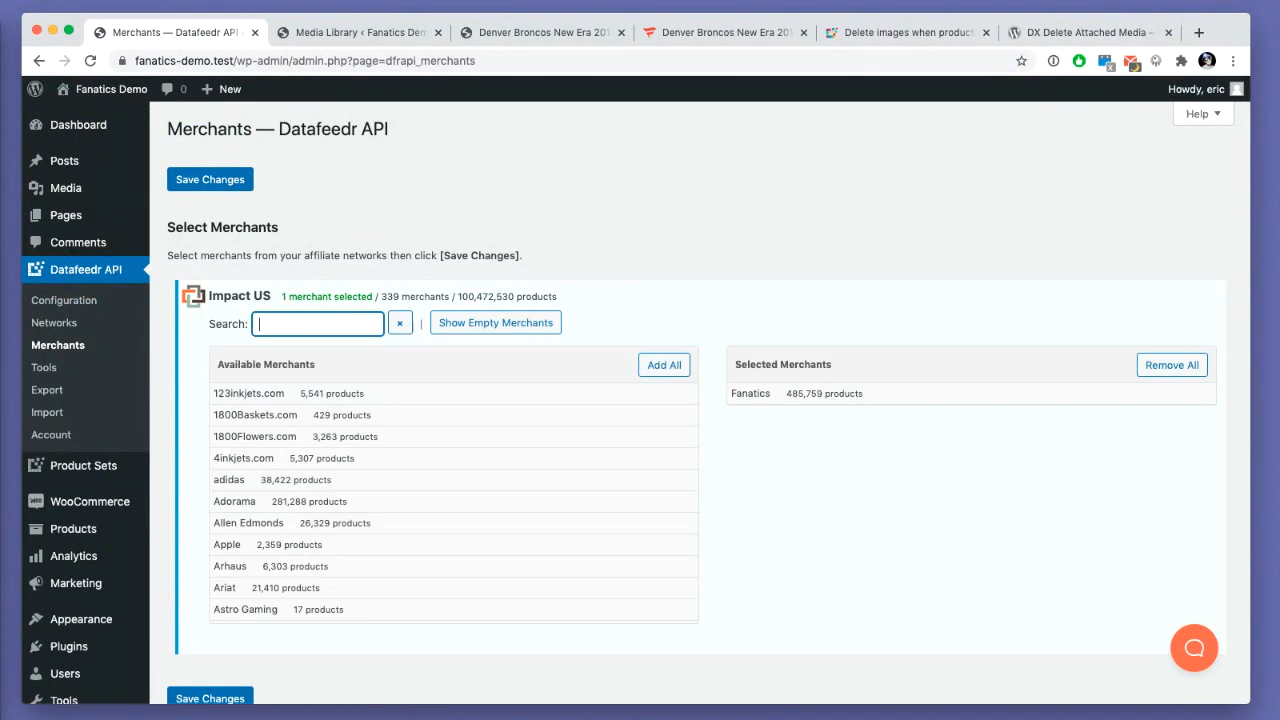 Merchants — Datafeedr API
Media Library ‹ Fanatics Dem
Denver Broncos New Era 201
Denver Broncos New Era 201
Delete images when product
DX Delete Attached Media –
fanatics-demo.test/wp-admin/admin.php?page=dfrapi_merchants
Fanatics Demo
0
New
Howdy, eric
Help
Dashboard
Posts
Media
Pages
Comments
Datafeedr API
Configuration
Networks
Merchants
Tools
Export
Import
Account
Product Sets
WooCommerce
Products
Analytics
Marketing
Appearance
Plugins
Users
Tools
Merchants — Datafeedr API
Save Changes
Select Merchants
Select merchants from your affiliate networks then click [Save Changes].
Impact US 1 merchant selected / 339 merchants / 100,472,530 products
Search: × | Show Empty Merchants
Available Merchants Add All
123inkjets.com 5,541 products
1800Baskets.com 429 products
1800Flowers.com 3,263 products
4inkjets.com 5,307 products
adidas 38,422 products
Adorama 281,288 products
Allen Edmonds 26,329 products
Apple 2,359 products
Arhaus 6,303 products
Ariat 21,410 products
Astro Gaming 17 products
Selected Merchants Remove All
Fanatics 485,759 products
Save Changes